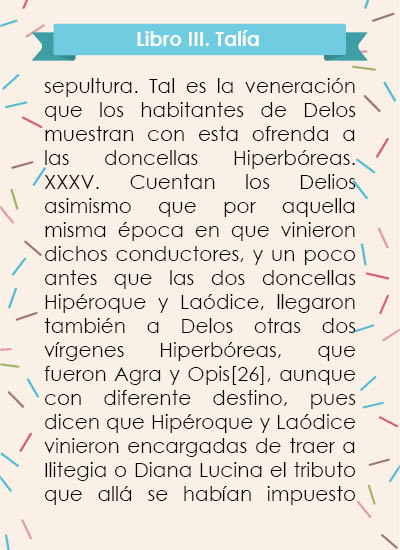 Libro III. Talía
sepultura. Tal es la veneración
que los habitantes de Delos
muestran con esta ofrenda a
las doncellas Hiperbóreas.
XXXV. Cuentan los Delios
asimismo que por aquella
misma época en que vinieron
dichos conductores, y un poco
antes que las dos doncellas
Hipéroque y Laódice, llegaron
también a Delos otras dos
vírgenes Hiperbóreas, que
fueron Agra y Opis[26], aunque
con diferente destino, pues
dicen que Hipéroque y Laódice
vinieron encargadas de traer a
Ilitegia o Diana Lucina el tributo
que allá se habían impuesto